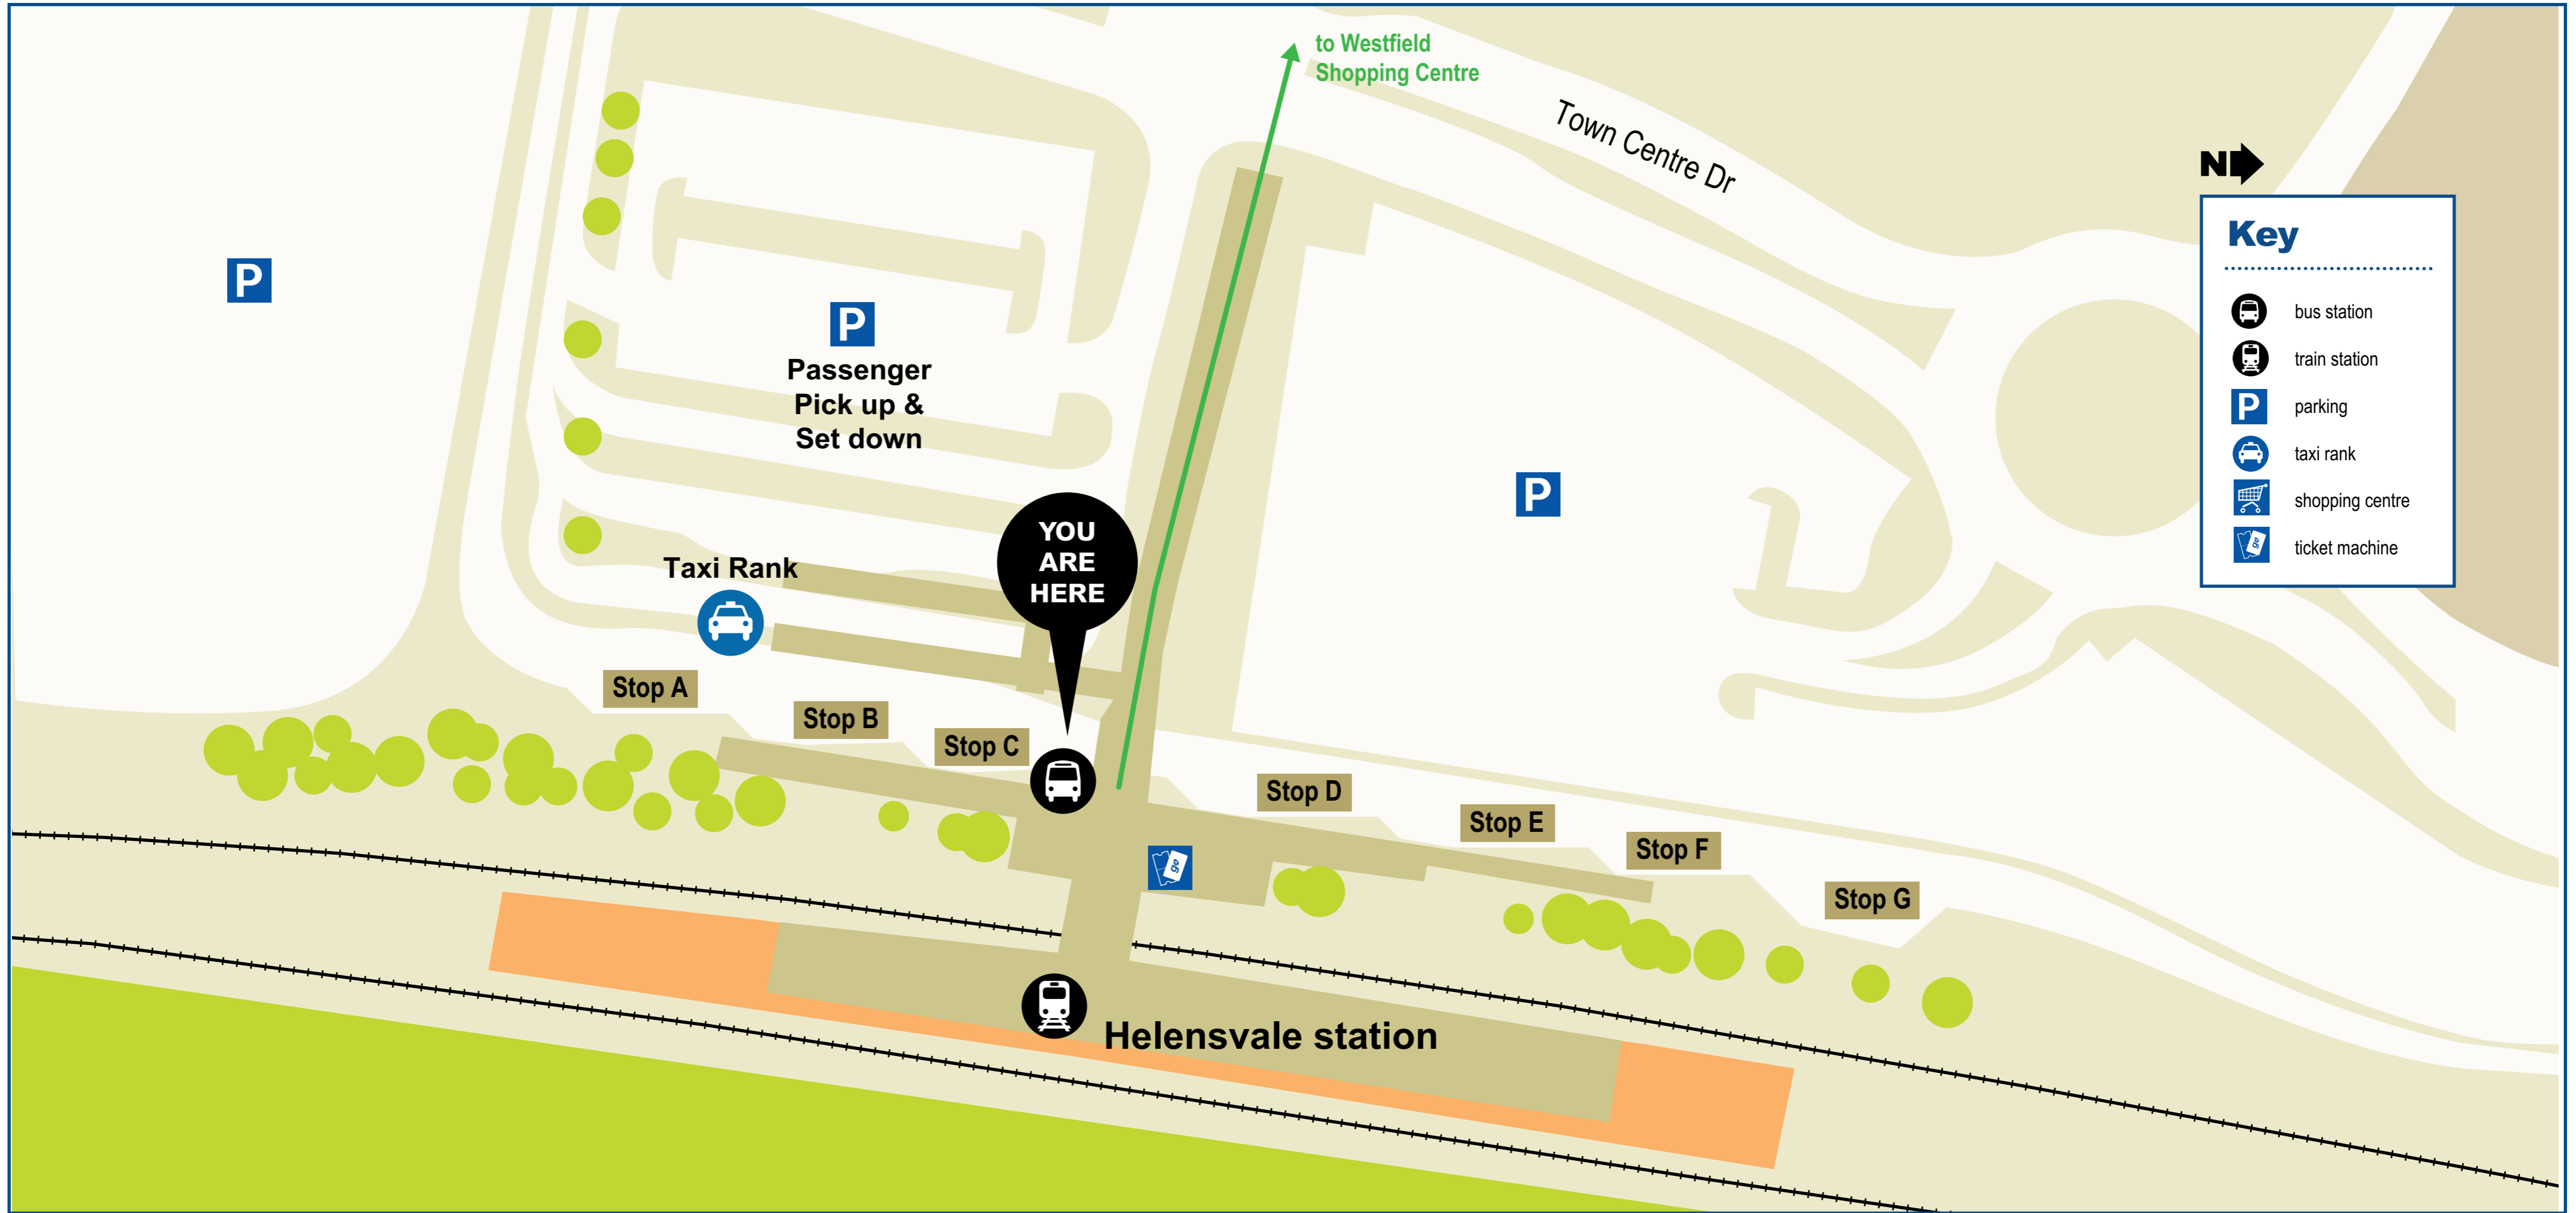 to Westfield
Shopping Centre
Town Centre Dr
N
Key
bus station
train station
P parking
taxi rank
shopping centre
go ticket machine
P
P
Passenger
Pick up &
Set down
P
YOU
ARE
HERE
Taxi Rank
Stop A
Stop B
Stop C
Stop D
Stop E
Stop F
Stop G
go
Helensvale station